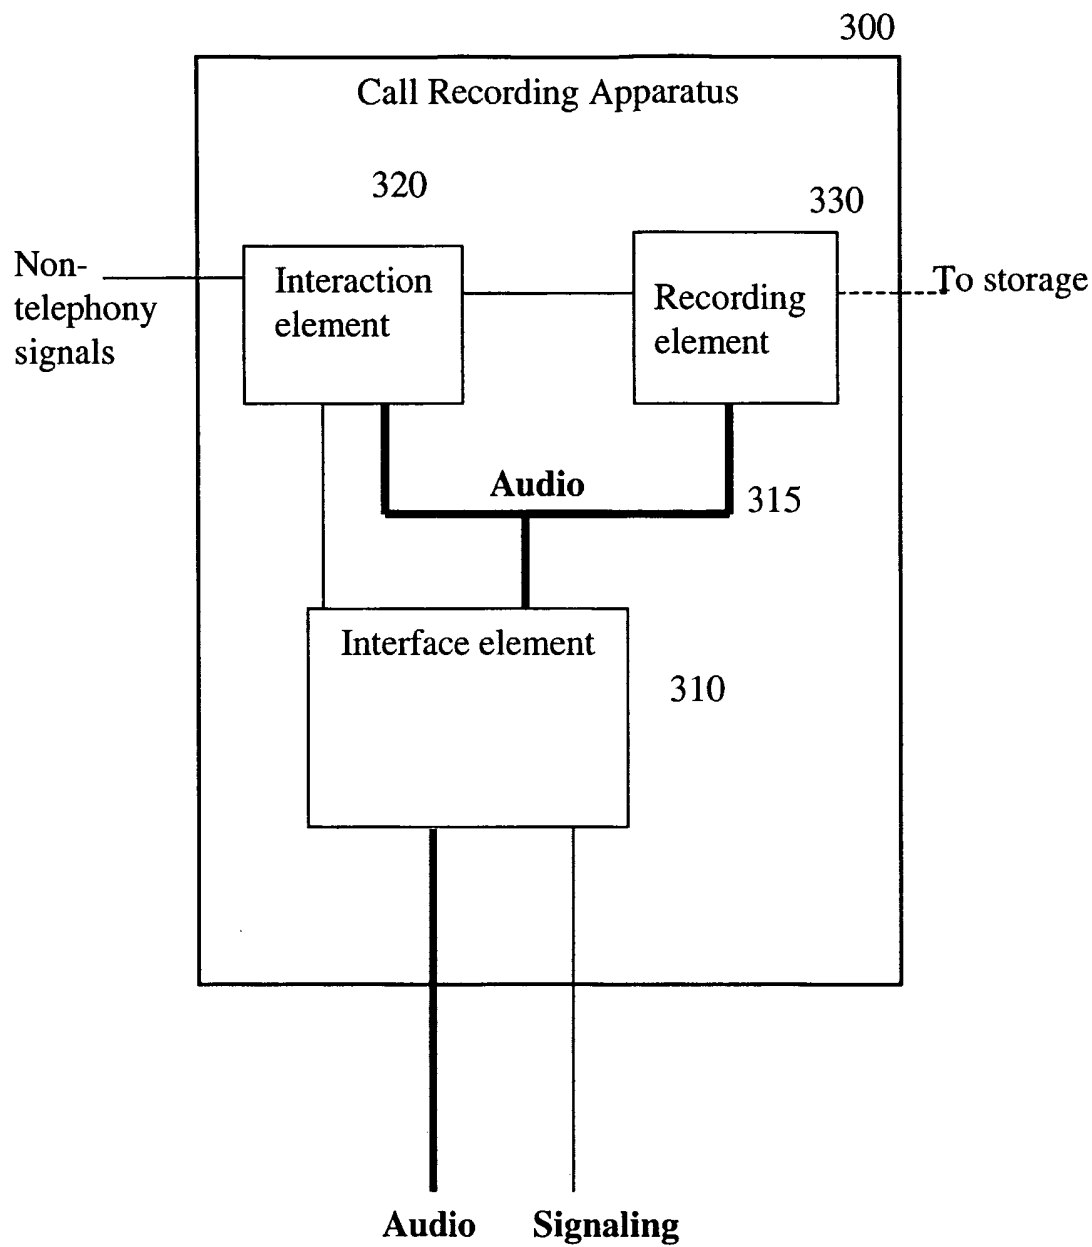 300
Call Recording Apparatus
320
330
Non-
telephony
signals
Interaction
element
Recording
element
To storage
Audio
315
Interface element
310
Audio
Signaling